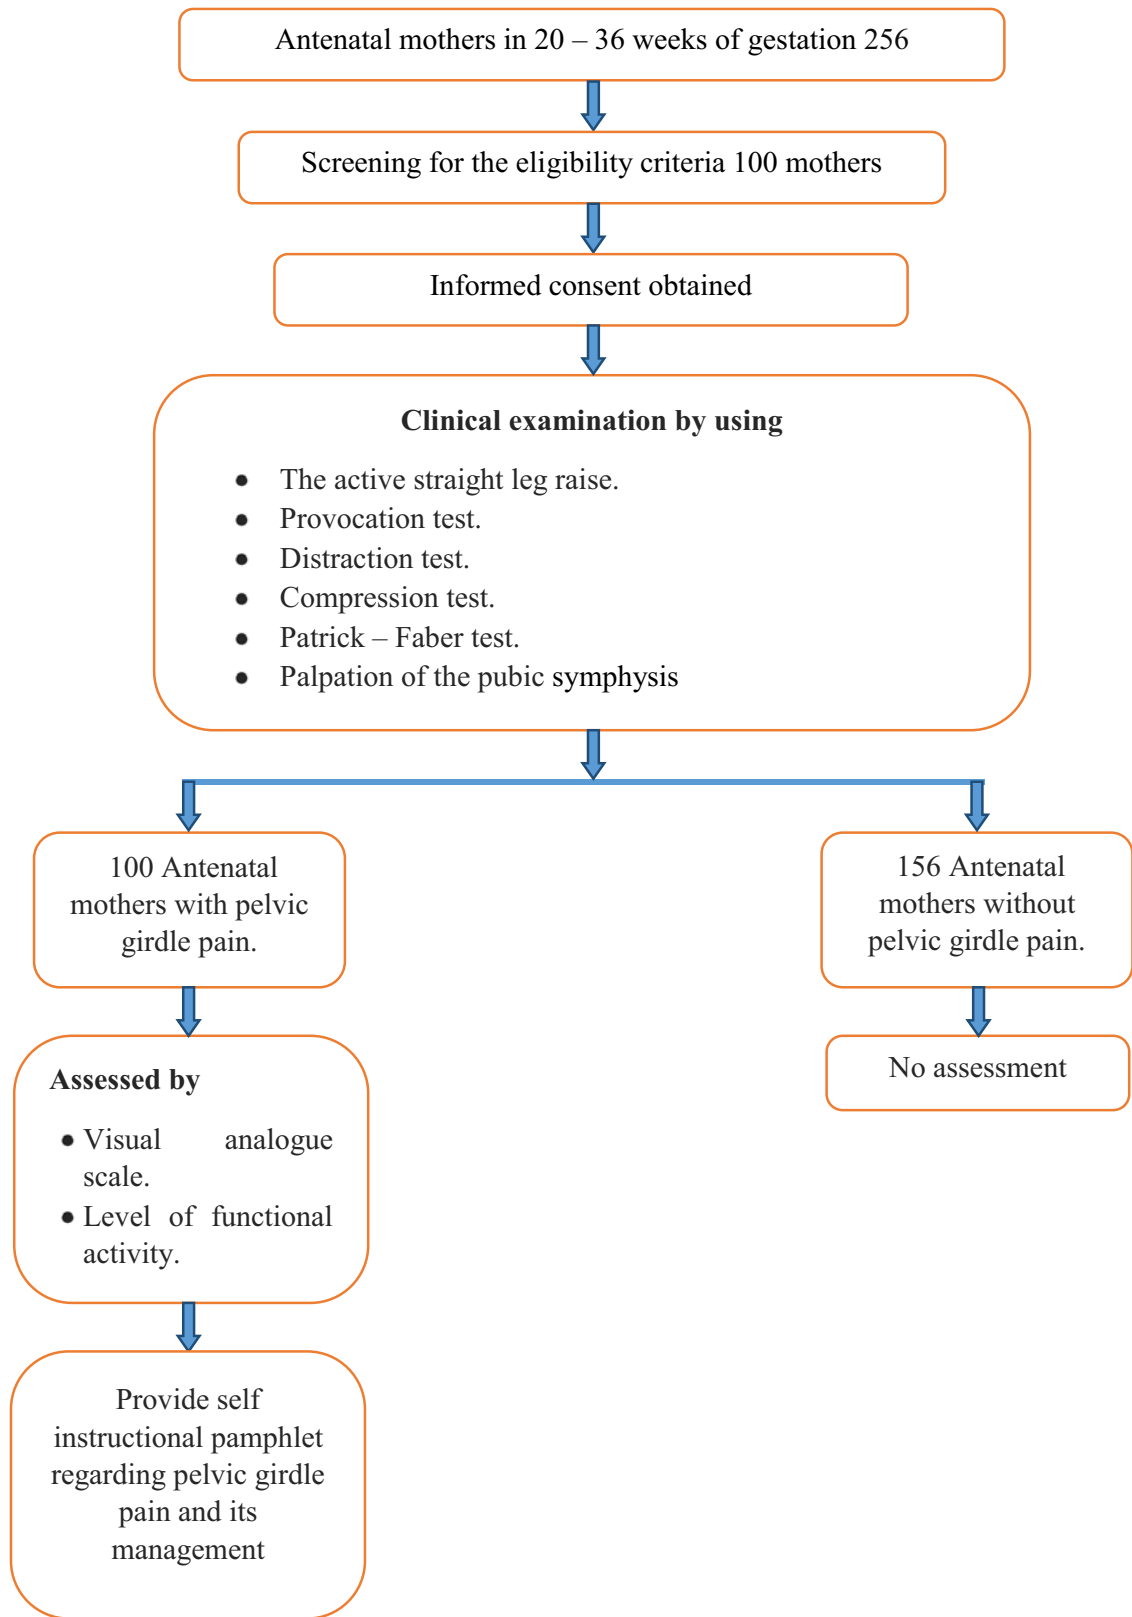 Antenatal mothers in 20 – 36 weeks of gestation 256
Screening for the eligibility criteria 100 mothers
Informed consent obtained
Clinical examination by using
● The active straight leg raise.
● Provocation test.
● Distraction test.
● Compression test.
● Patrick – Faber test.
● Palpation of the pubic symphysis
100 Antenatal
mothers with pelvic
girdle pain.
156 Antenatal
mothers without
pelvic girdle pain.
Assessed by
● Visual analogue
scale.
● Level of functional
activity.
No assessment
Provide self
instructional pamphlet
regarding pelvic girdle
pain and its
management